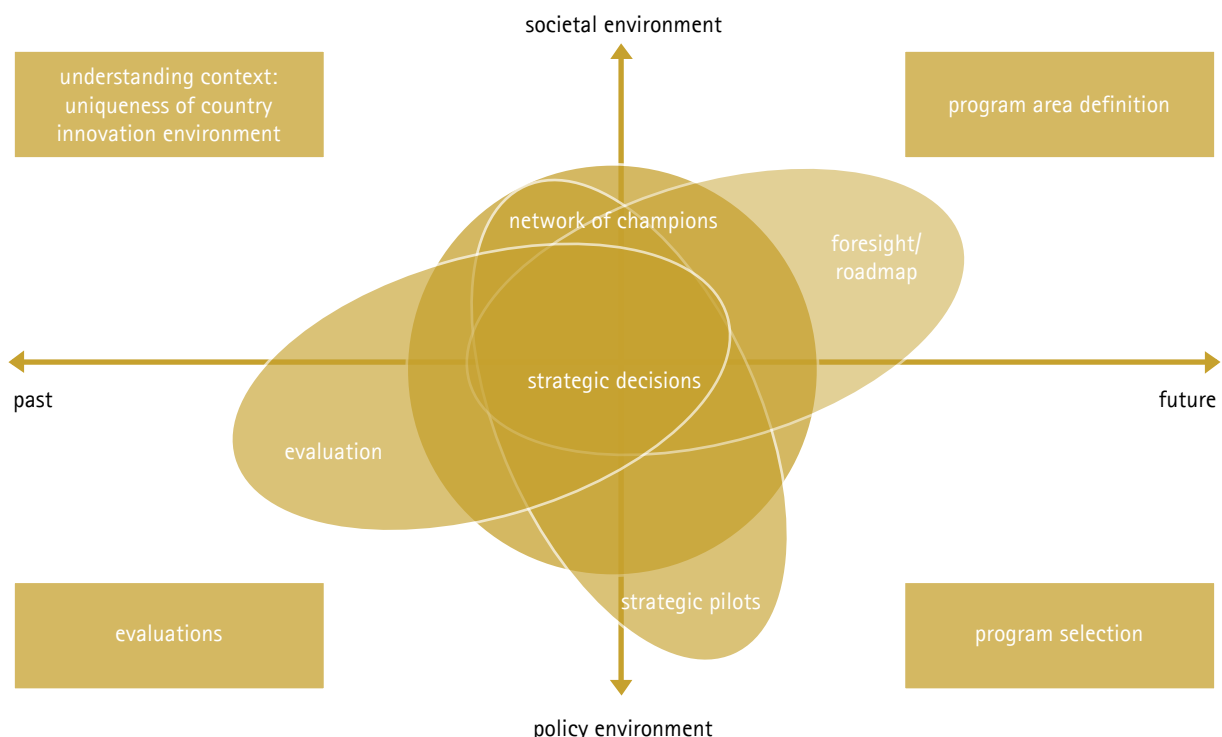 societal environment
understanding context:
uniqueness of country
innovation environment
program area definition
network of champions
foresight/
roadmap
strategic decisions
past
future
evaluation
strategic pilots
evaluations
program selection
policy environment